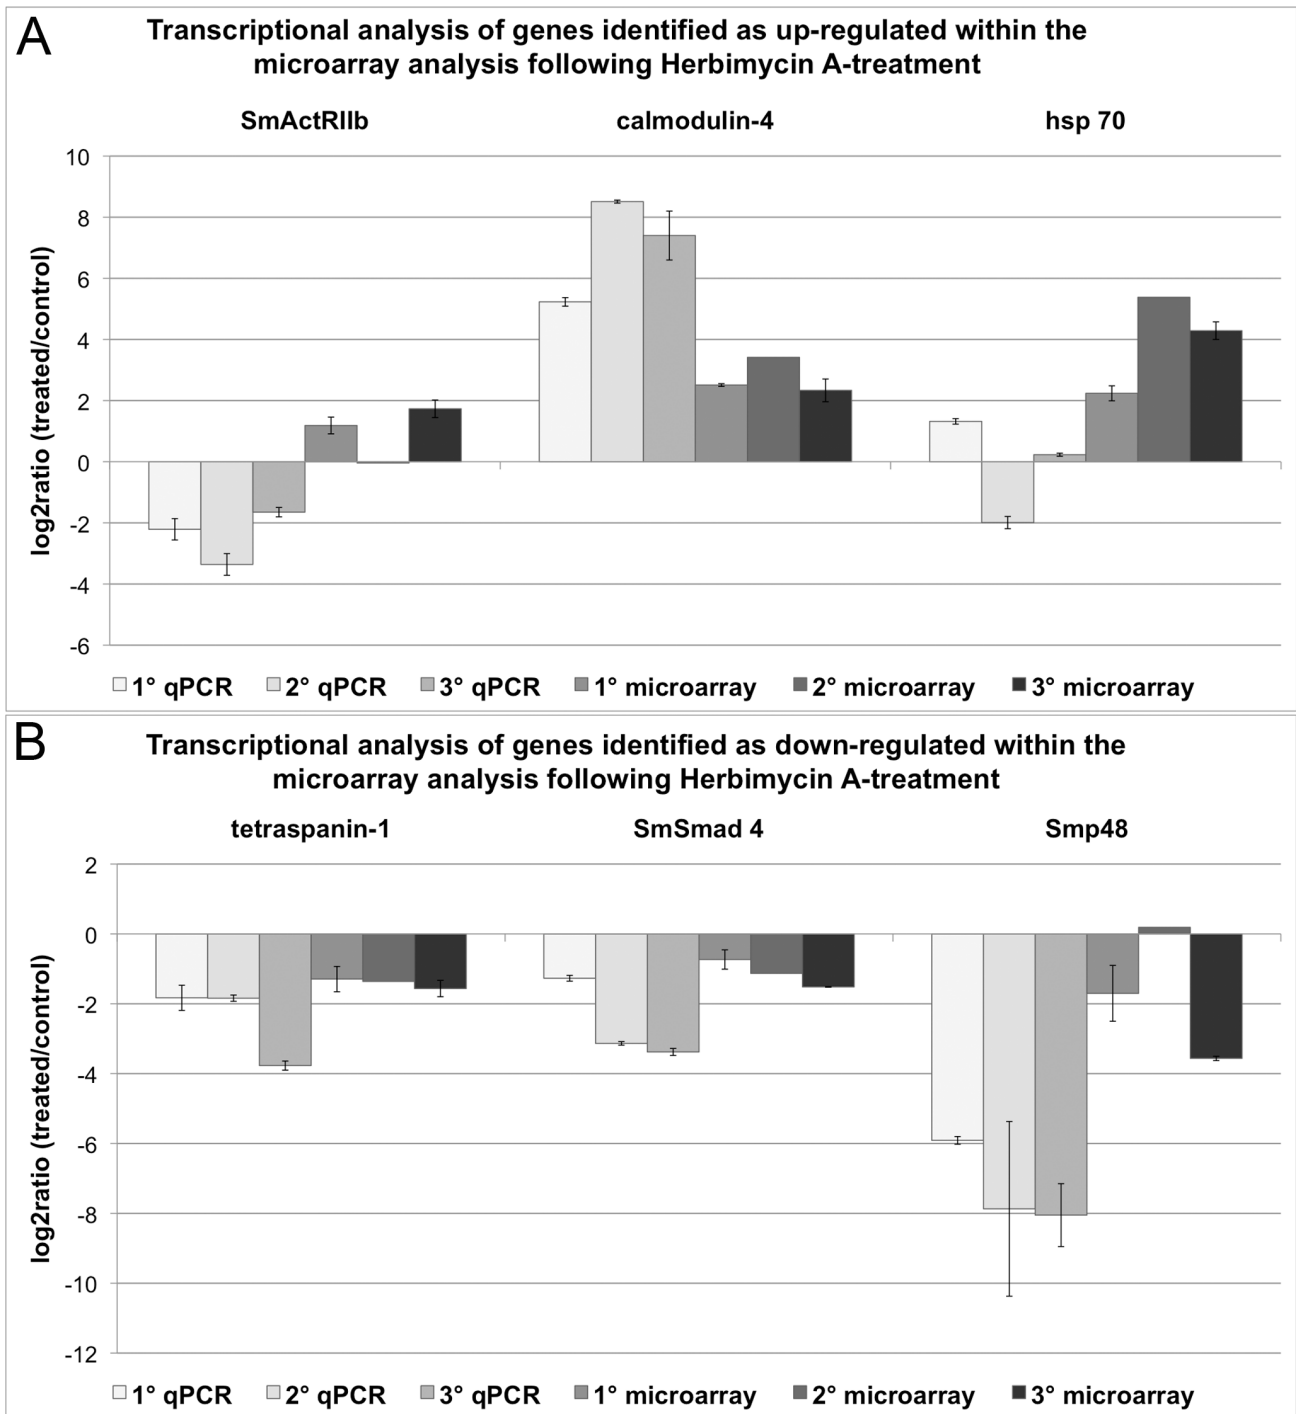 A
Transcriptional analysis of genes identified as up-regulated within the
microarray analysis following Herbimycin A-treatment
SmActRIIb calmodulin-4 hsp 70
log2ratio (treated/control)
10
8
6
4
2
0
-2
-4
-6
1° qPCR 2° qPCR 3° qPCR 1° microarray 2° microarray 3° microarray
B
Transcriptional analysis of genes identified as down-regulated within the
microarray analysis following Herbimycin A-treatment
tetraspanin-1 SmSmad 4 Smp48
log2ratio (treated/control)
2
0
-2
-4
-6
-8
-10
-12
1° qPCR 2° qPCR 3° qPCR 1° microarray 2° microarray 3° microarray